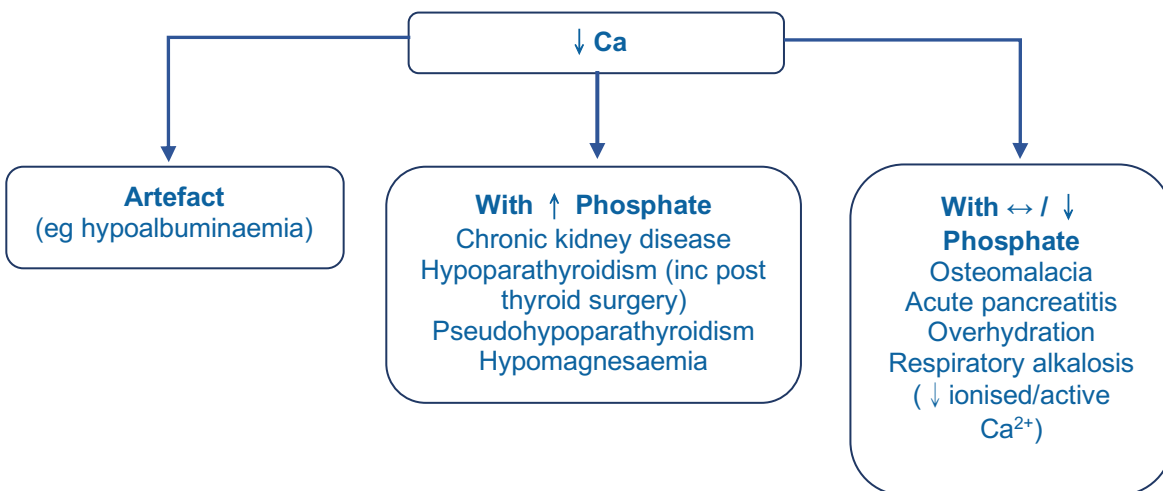 ↓ Ca
Artefact
(eg hypoalbuminaemia)
With ↑ Phosphate
Chronic kidney disease
Hypoparathyroidism (inc post
thyroid surgery)
Pseudohypoparathyroidism
Hypomagnesaemia
With ↔ / ↓
Phosphate
Osteomalacia
Acute pancreatitis
Overhydration
Respiratory alkalosis
( ↓ ionised/active
Ca²⁺)